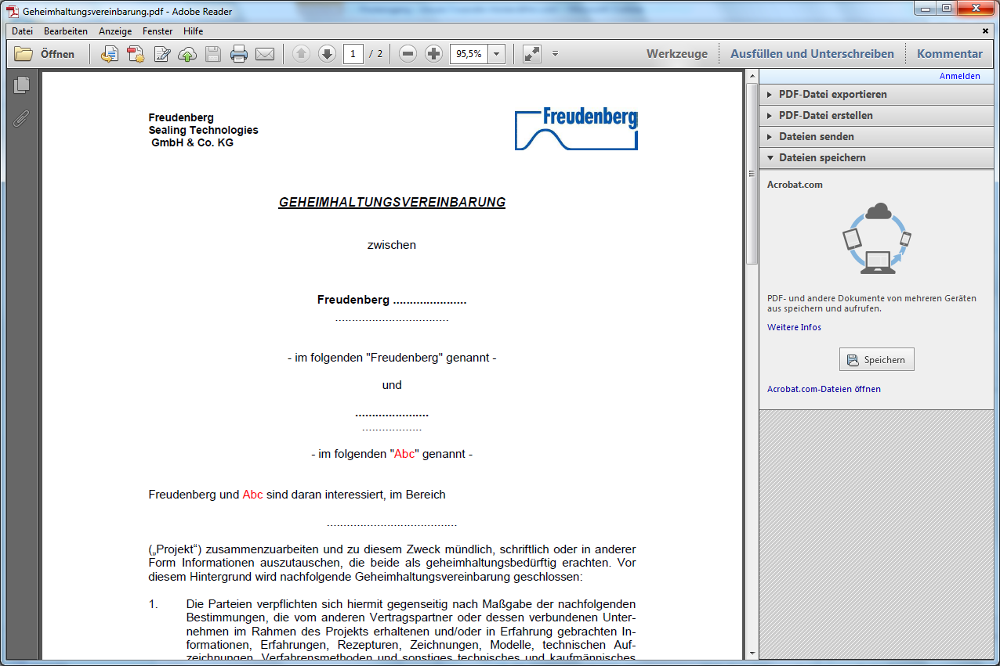 Geheimhaltungsvereinbarung.pdf - Adobe Reader
Datei Bearbeiten Anzeige Fenster Hilfe
Öffnen 1 / 2 95,5% Werkzeuge Ausfüllen und Unterschreiben Kommentar
Freudenberg
Sealing Technologies
GmbH & Co. KG
Freudenberg
GEHEIMHALTUNGSVEREINBARUNG
zwischen
Freudenberg ......................
..................................
- im folgenden "Freudenberg" genannt -
und
......................
..................
- im folgenden "Abc" genannt -
Freudenberg und Abc sind daran interessiert, im Bereich
.......................................
(„Projekt“) zusammenzuarbeiten und zu diesem Zweck mündlich, schriftlich oder in anderer
Form Informationen auszutauschen, die beide als geheimhaltungsbedürftig erachten. Vor
diesem Hintergrund wird nachfolgende Geheimhaltungsvereinbarung geschlossen:
1. Die Parteien verpflichten sich hiermit gegenseitig nach Maßgabe der nachfolgenden
Bestimmungen, die vom anderen Vertragspartner oder dessen verbundenen Unter-
nehmen im Rahmen des Projekts erhaltenen und/oder in Erfahrung gebrachten In-
formationen, Erfahrungen, Rezepturen, Zeichnungen, Modelle, technischen Auf-
zeichnungen, Verfahrensmethoden und sonstiges technisches und kaufmännisches
Anmelden
PDF-Datei exportieren
PDF-Datei erstellen
Dateien senden
Dateien speichern
Acrobat.com
PDF- und andere Dokumente von mehreren Geräten
aus speichern und aufrufen.
Weitere Infos
Speichern
Acrobat.com-Dateien öffnen